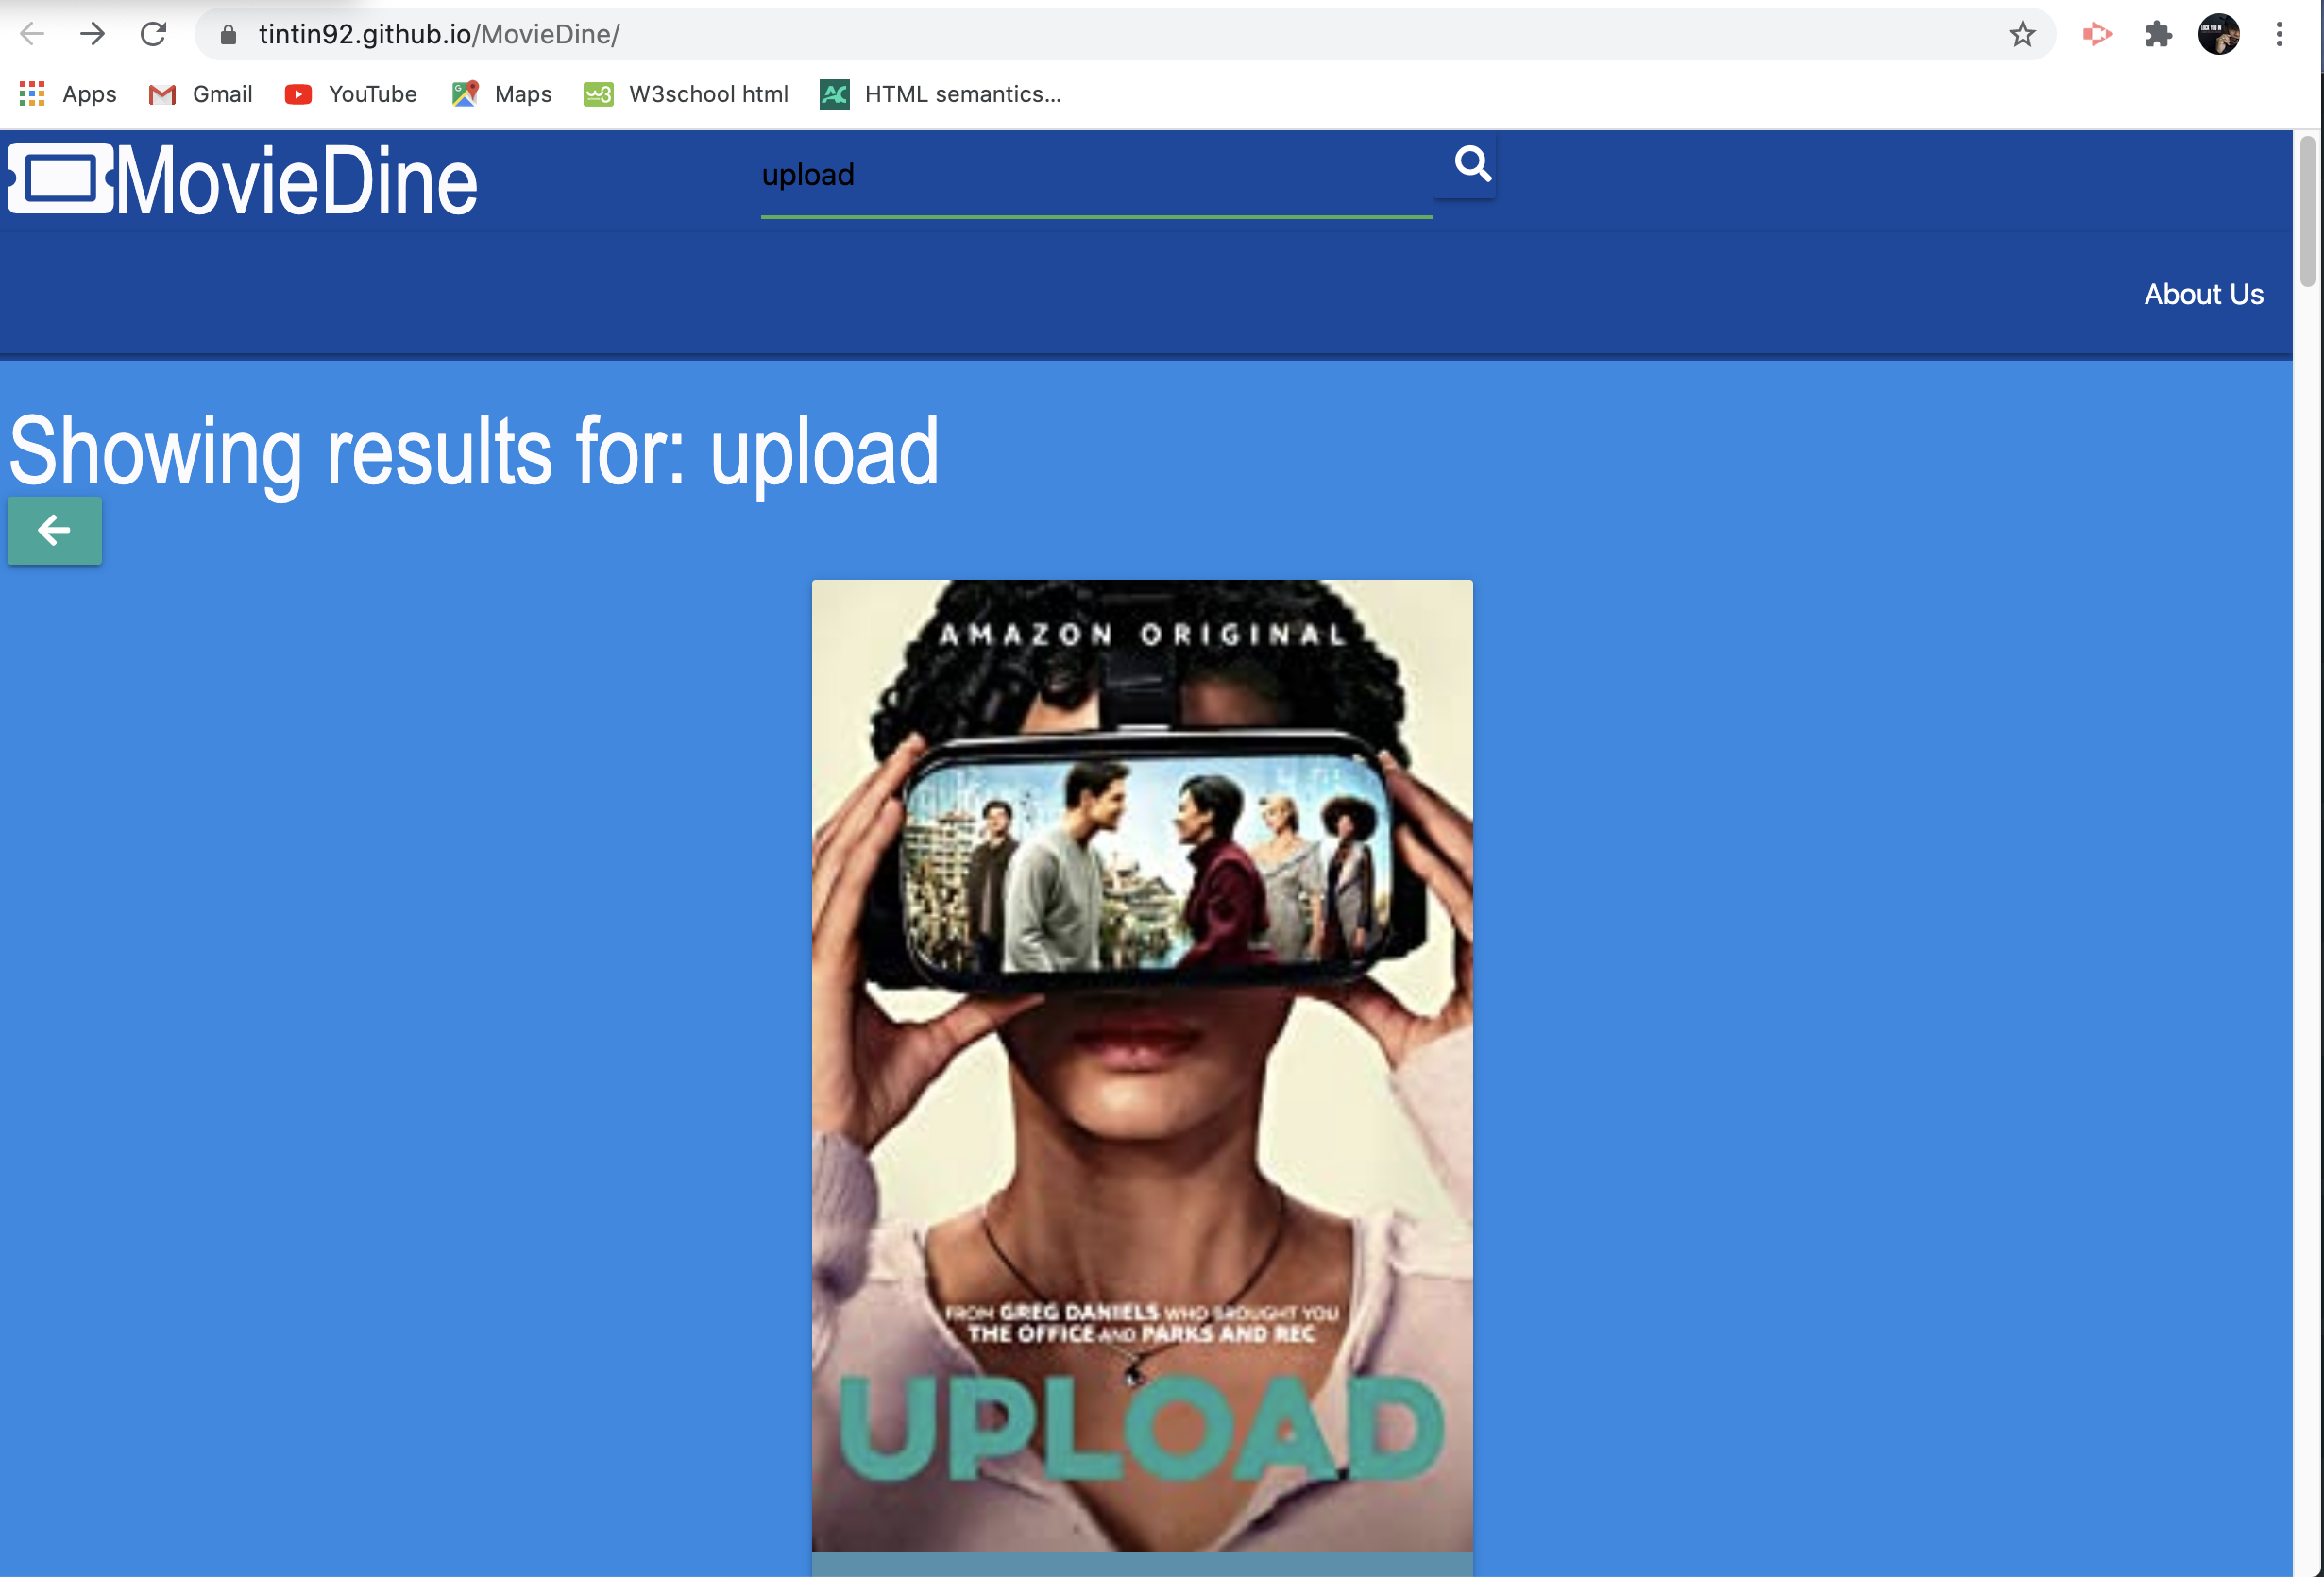 tintin92.github.io/MovieDine/
Apps Gmail YouTube Maps W3school html HTML semantics...
MovieDine
upload
About Us
Showing results for: upload
AMAZON ORIGINAL
FROM GREG DANIELS WHO BROUGHT YOU
THE OFFICE AND PARKS AND REC
UPLOAD